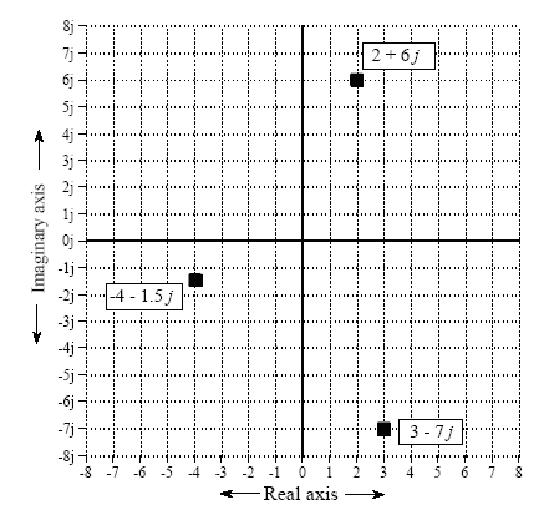 8j
2 + 6j
7j
6j
5j
4j
3j
2j
1j
0j
Imaginary axis
-1j
-4 - 1.5j
-2j
-3j
-4j
-5j
-6j
-7j
3 - 7j
-8j
-8 -7 -6 -5 -4 -3 -2 -1 0 1 2 3 4 5 6 7 8
Real axis